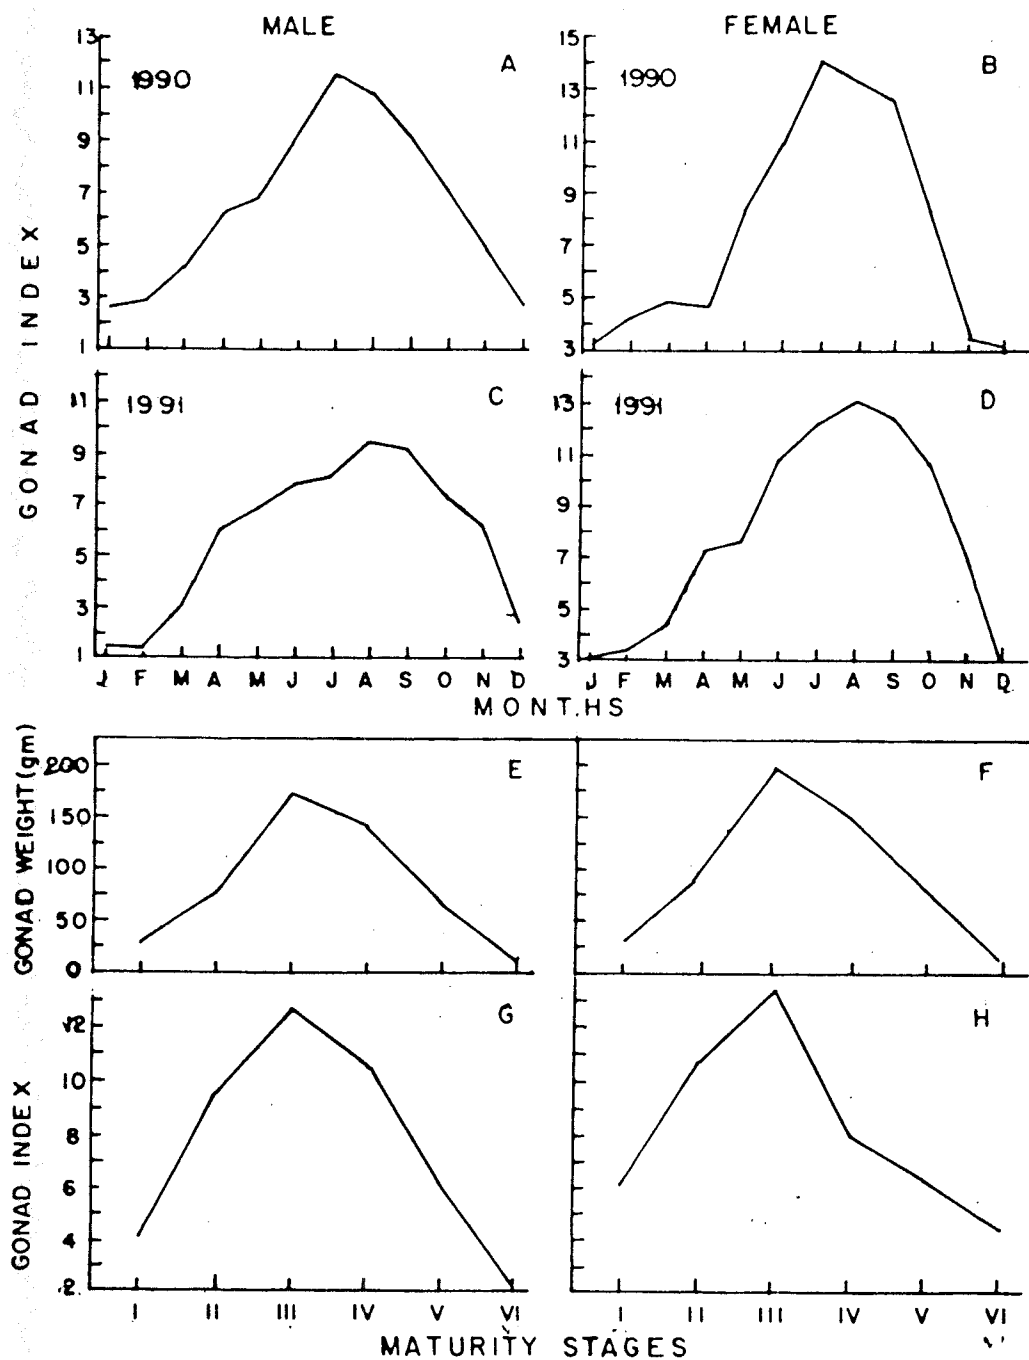 MALE FEMALE
13 15
1990 A 1990 B
11 13
9 11
7 9
5 7
3 5
1 3
GONAD INDEX
11 1991 C 13 1991 D
9 11
7 9
5 7
3 5
1 3
J F M A M J J A S O N D J F M A M J J A S O N D
MONTHS
GONAD WEIGHT (gm)
200 E F
150
100
50
0
GONAD INDEX
12 G H
10
8
6
4
2
I II III IV V VI I II III IV V VI
MATURITY STAGES